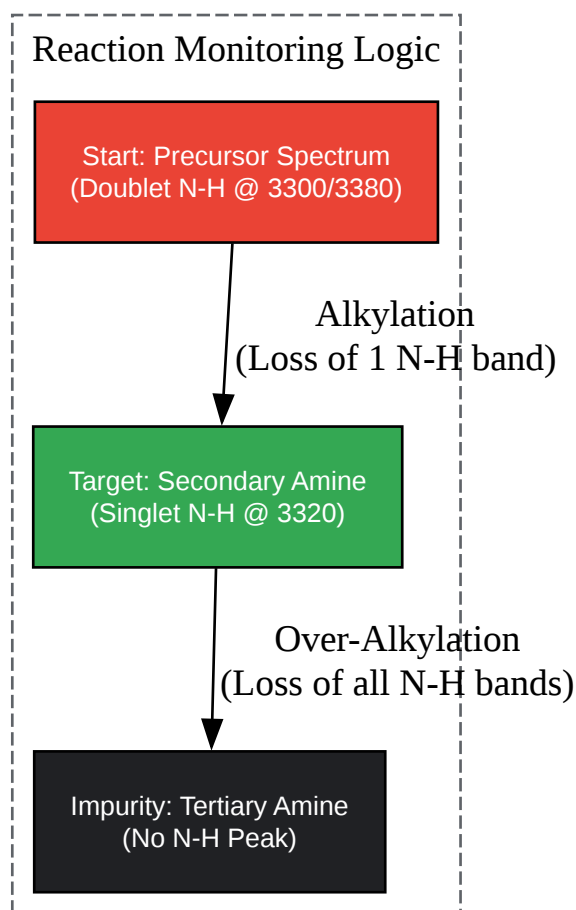 Reaction Monitoring Logic
Start: Precursor Spectrum
(Doublet N-H @ 3300/3380)
Alkylation
(Loss of 1 N-H band)
Target: Secondary Amine
(Singlet N-H @ 3320)
Over-Alkylation
(Loss of all N-H bands)
Impurity: Tertiary Amine
(No N-H Peak)